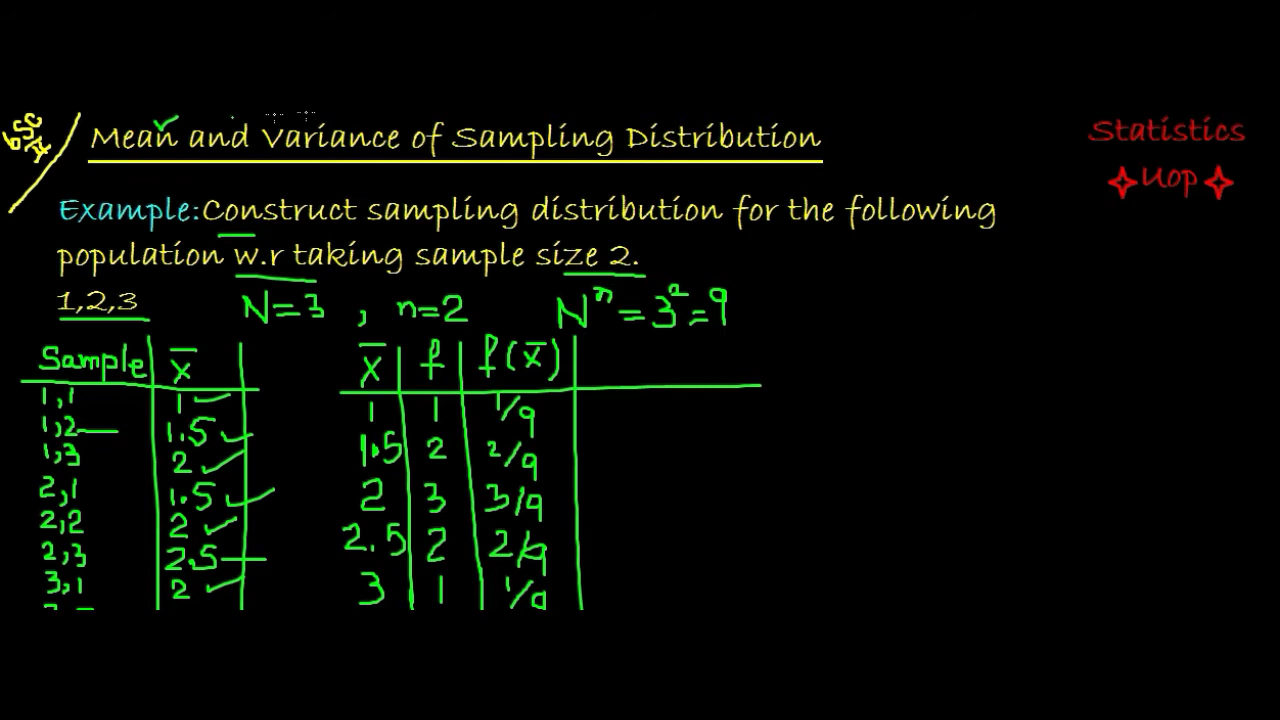 Mean and Variance of Sampling Distribution
Statistics
Uop
Example:Construct sampling distribution for the following
population w.r taking sample size 2.
1,2,3 N=3 , n=2 Nⁿ=3²=9
Sample x̄
1,1 1
1,2 1.5
1,3 2
2,1 1.5
2,2 2
2,3 2.5
3,1 2
x̄ f f(x̄)
1 1 1/9
1.5 2 2/9
2 3 3/9
2.5 2 2/9
3 1 1/9